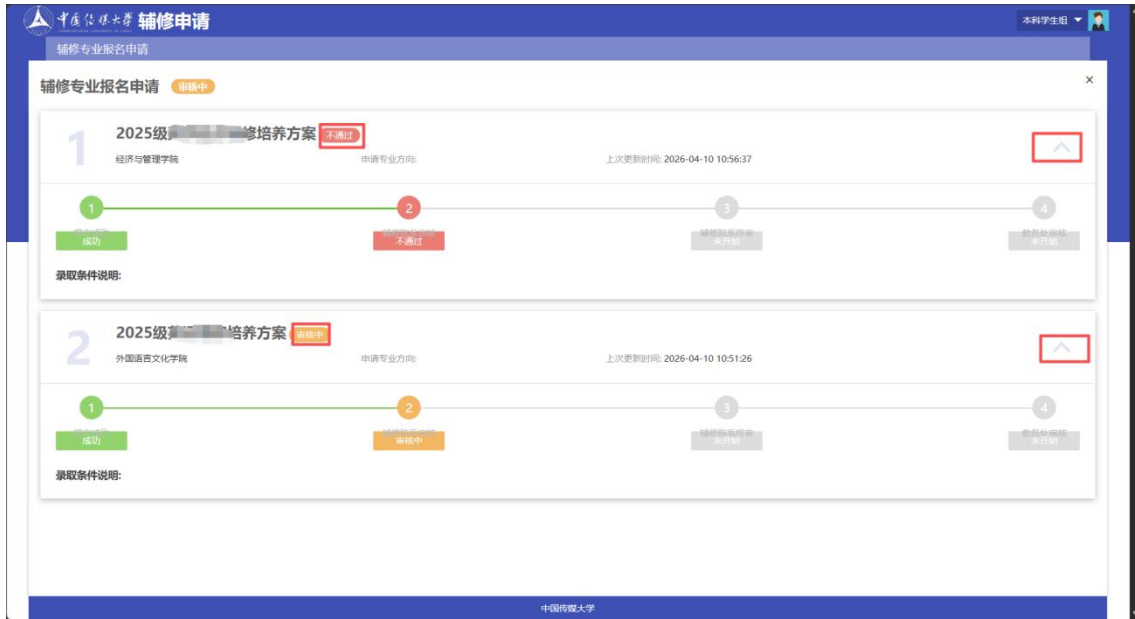 中国传媒大学 辅修申请
本科学生组
辅修专业报名申请
辅修专业报名申请 审核中
×
1
2025级 修培养方案 不通过
经济与管理学院 申请专业方向: 上次更新时间: 2026-04-10 10:56:37
1 2 3 4
成功 不通过 未开始 未开始
录取条件说明:
2
2025级 培养方案 审核中
外国语言文化学院 申请专业方向: 上次更新时间: 2026-04-10 10:51:26
1 2 3 4
成功 审核中 未开始 未开始
录取条件说明:
中国传媒大学